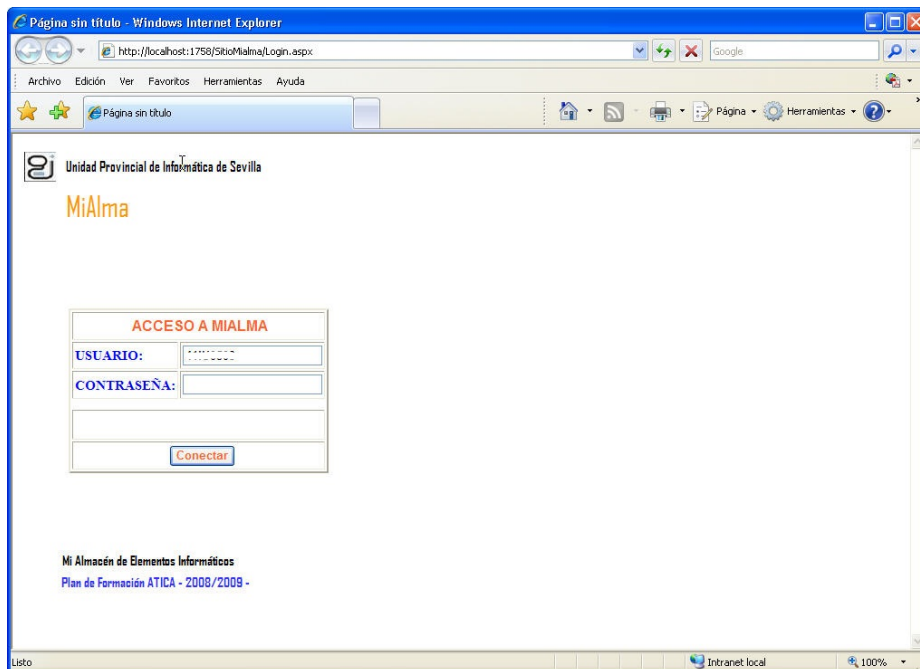 Página sin título - Windows Internet Explorer
http://localhost:1758/SitioMialma/Login.aspx
Google
Archivo Edición Ver Favoritos Herramientas Ayuda
Página sin título
Página
Herramientas
Unidad Provincial de Informática de Sevilla
MiAlma
ACCESO A MIALMA
USUARIO:
CONTRASEÑA:
Conectar
Mi Almacén de Elementos Informáticos
Plan de Formación ATICA - 2008/2009 -
Listo
Intranet local
100%